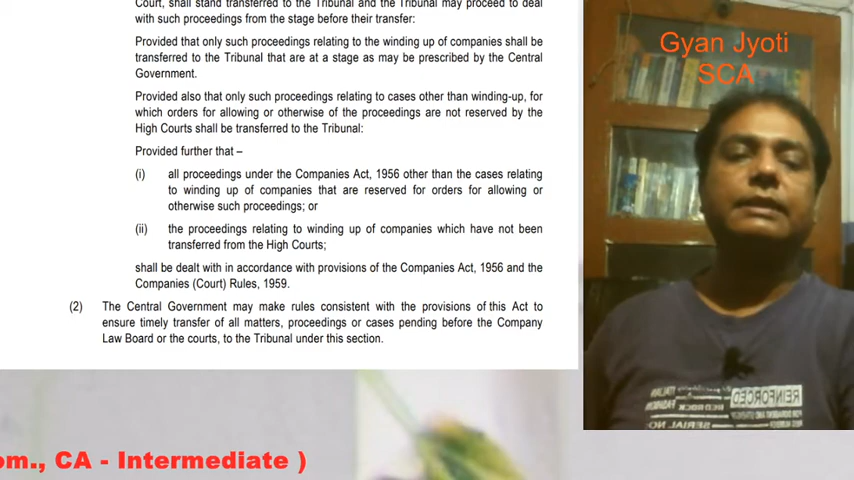 Court, shall stand transferred to the Tribunal and the Tribunal may proceed to deal
with such proceedings from the stage before their transfer:
Provided that only such proceedings relating to the winding up of companies shall be
transferred to the Tribunal that are at a stage as may be prescribed by the Central
Government.
Provided also that only such proceedings relating to cases other than winding-up, for
which orders for allowing or otherwise of the proceedings are not reserved by the
High Courts shall be transferred to the Tribunal:
Provided further that –
(i) all proceedings under the Companies Act, 1956 other than the cases relating
to winding up of companies that are reserved for orders for allowing or
otherwise such proceedings; or
(ii) the proceedings relating to winding up of companies which have not been
transferred from the High Courts;
shall be dealt with in accordance with provisions of the Companies Act, 1956 and the
Companies (Court) Rules, 1959.
(2) The Central Government may make rules consistent with the provisions of this Act to
ensure timely transfer of all matters, proceedings or cases pending before the Company
Law Board or the courts, to the Tribunal under this section.
Gyan Jyoti
SCA
REINFORCED
ITALIAN
RED ROCK
FASHION
SERIAL NO.
om., CA - Intermediate )